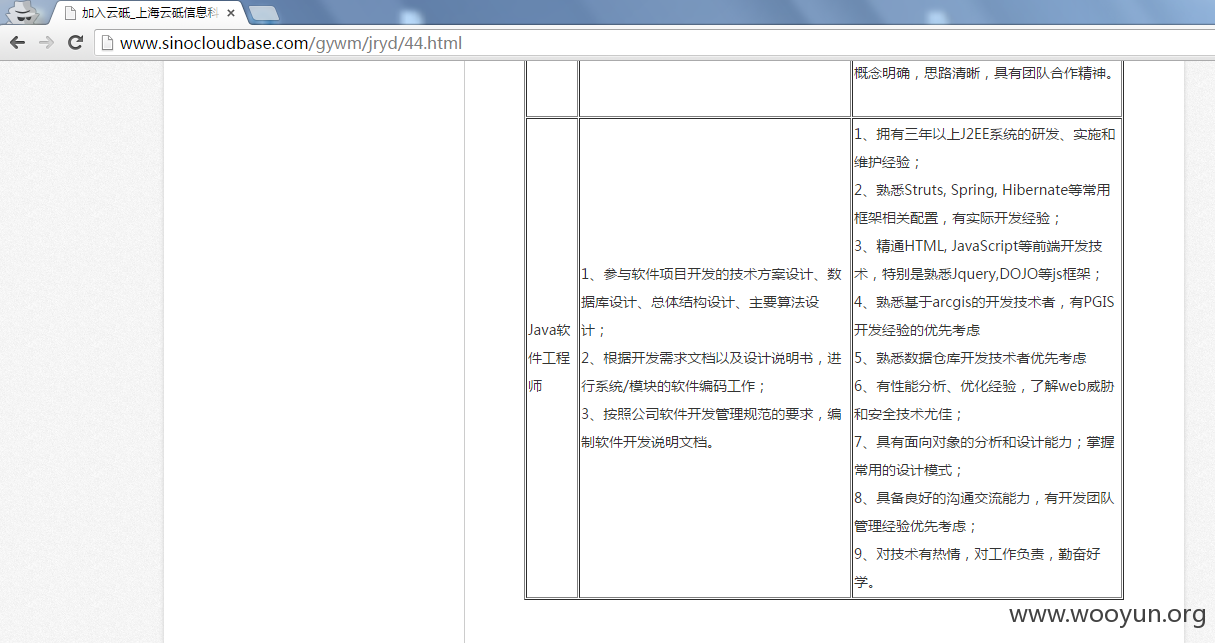 加入云砥_上海云砥信息科
www.sinocloudbase.com/gywm/jryd/44.html
概念明确，思路清晰，具有团队合作精神。
Java软
件工程
师
1、参与软件项目开发的技术方案设计、数
据库设计、总体结构设计、主要算法设
计；
2、根据开发需求文档以及设计说明书，进
行系统/模块的软件编码工作；
3、按照公司软件开发管理规范的要求，编
制软件开发说明文档。
1、拥有三年以上J2EE系统的研发、实施和
维护经验；
2、熟悉Struts, Spring, Hibernate等常用
框架相关配置，有实际开发经验；
3、精通HTML, JavaScript等前端开发技
术，特别是熟悉Jquery,DOJO等js框架；
4、熟悉基于arcgis的开发技术者，有PGIS
开发经验的优先考虑
5、熟悉数据仓库开发技术者优先考虑
6、有性能分析、优化经验，了解web威胁
和安全技术尤佳；
7、具有面向对象的分析和设计能力；掌握
常用的设计模式；
8、具备良好的沟通交流能力，有开发团队
管理经验优先考虑；
9、对技术有热情，对工作负责，勤奋好
学。
www.wooyun.org